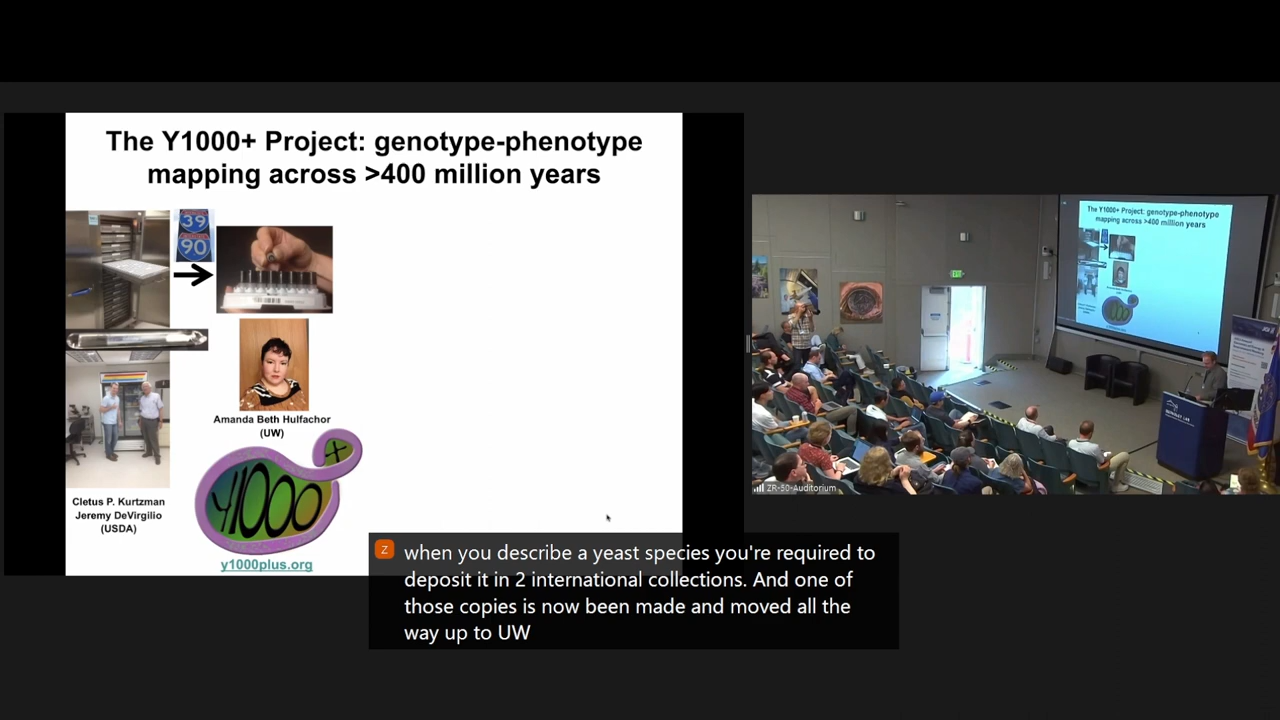 The Y1000+ Project: genotype-phenotype
mapping across >400 million years
39
90
Amanda Beth Hulfachor
(UW)
Cletus P. Kurtzman
Jeremy DeVirgilio
(USDA)
Y1000+
y1000plus.org
The Y1000+ Project: genotype-phenotype
mapping across >400 million years
BERKELEY LAB
ZR-50-Auditorium
Z
when you describe a yeast species you're required to
deposit it in 2 international collections. And one of
those copies is now been made and moved all the
way up to UW